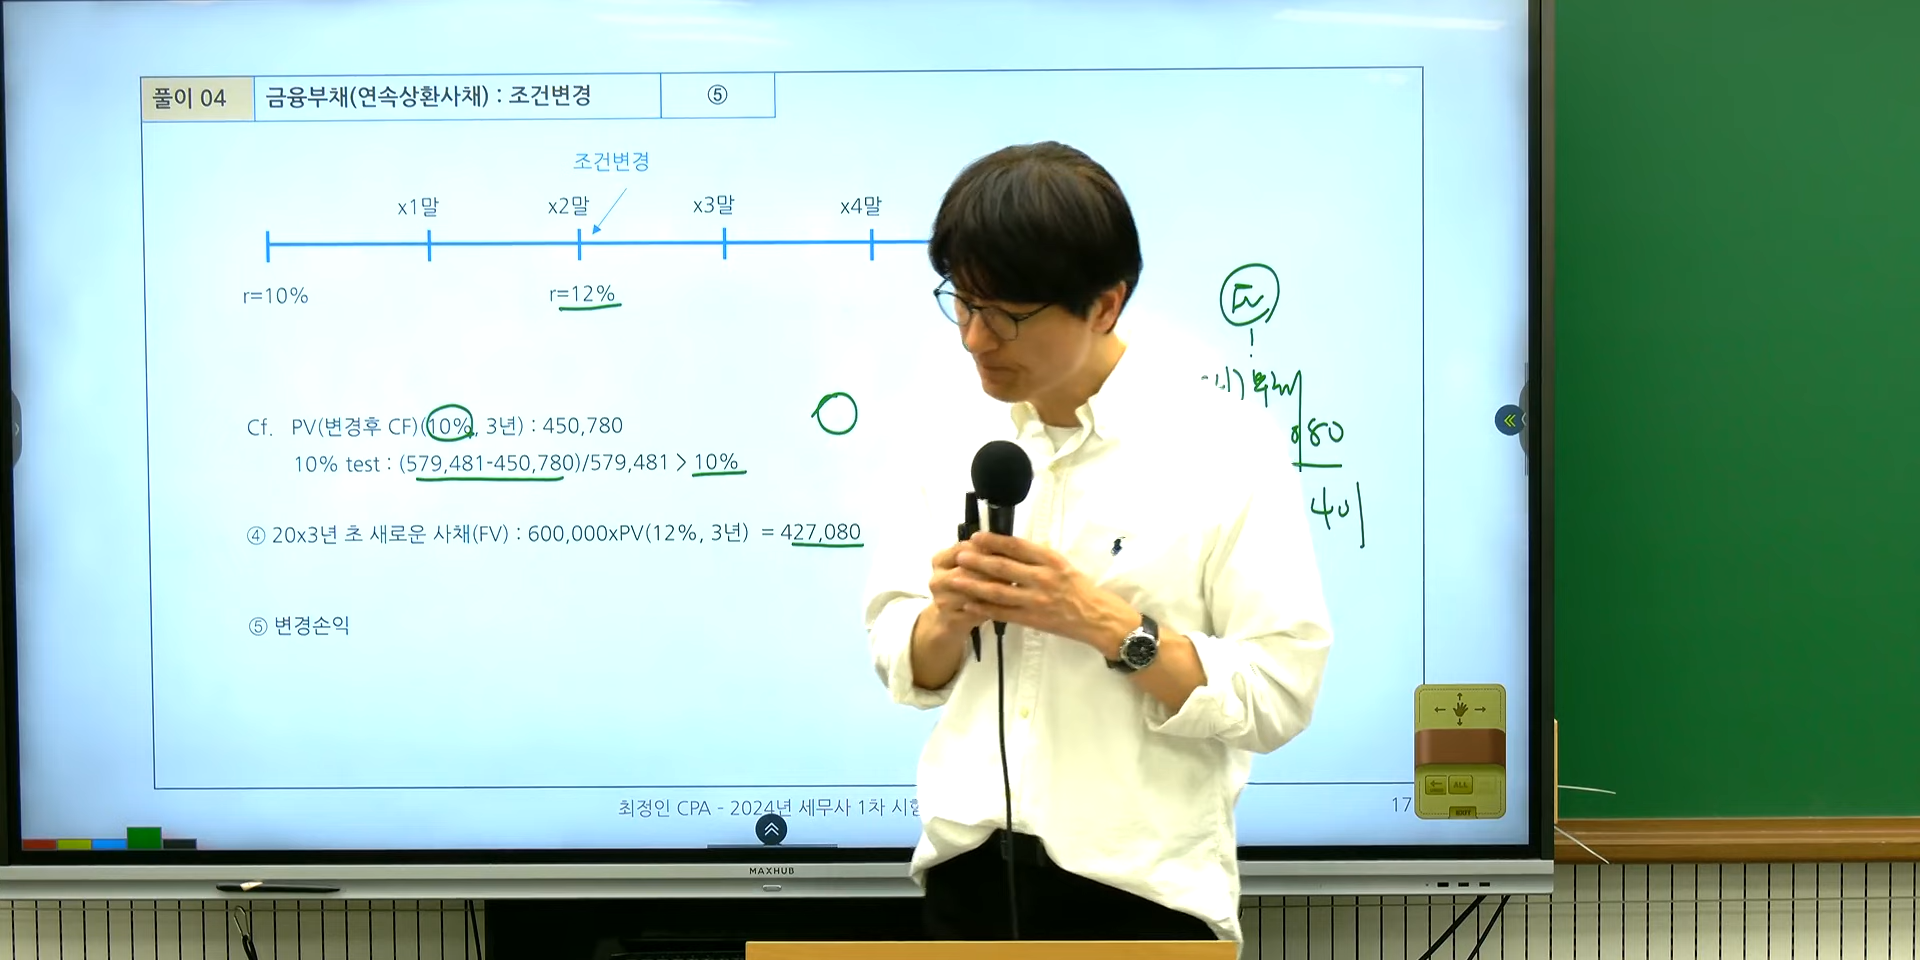 풀이 04
금융부채(연속상환사채) : 조건변경
⑤
조건변경
x1말
x2말
x3말
x4말
r=10%
r=12%
Cf. PV(변경후 CF)(10%, 3년) : 450,780
10% test : (579,481-450,780)/579,481 > 10%
④ 20x3년 초 새로운 사채(FV) : 600,000xPV(12%, 3년) = 427,080
⑤ 변경손익
80
최정인 CPA - 2024년 세무사 1차 시험
17
ALL
EXIT
MAXHUB